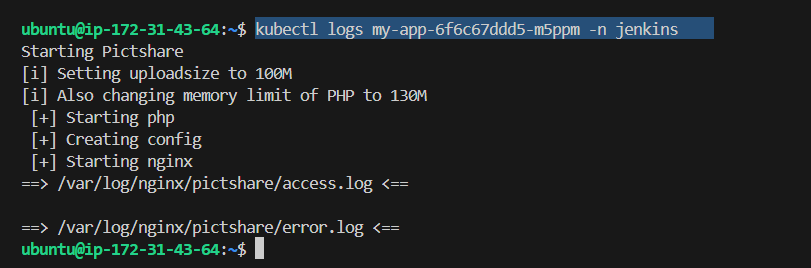 ubuntu@ip-172-31-43-64:~$ kubectl logs my-app-6f6c67ddd5-m5ppm -n jenkins
Starting Pictshare
[i] Setting uploadsize to 100M
[i] Also changing memory limit of PHP to 130M
 [+] Starting php
 [+] Creating config
 [+] Starting nginx
==> /var/log/nginx/pictshare/access.log <==

==> /var/log/nginx/pictshare/error.log <==
ubuntu@ip-172-31-43-64:~$